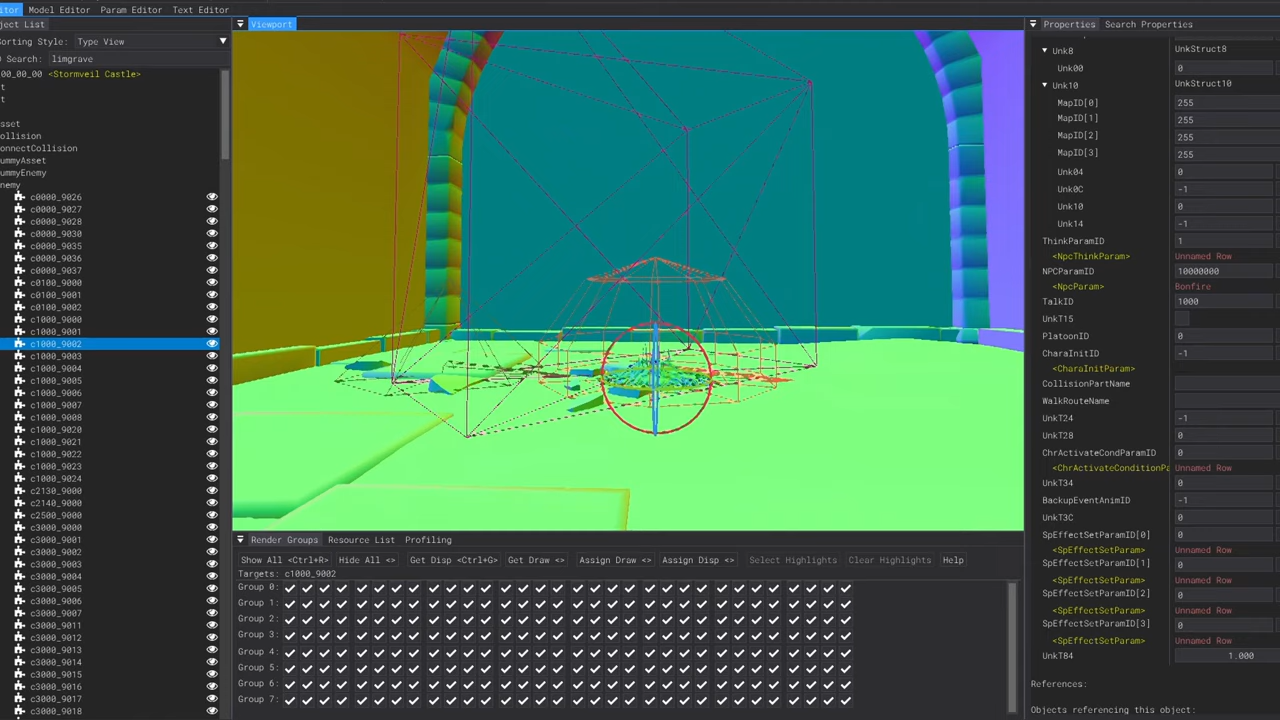 itor Model Editor Param Editor Text Editor
ject List
Sorting Style: Type View
Search: limgrave
00_00_00 <Stormveil Castle>
t
t
sset
ollision
onnectCollision
ummyAsset
ummyEnemy
nemy
c0000_9026
c0000_9027
c0000_9028
c0000_9030
c0000_9035
c0000_9036
c0000_9037
c0100_9000
c0100_9001
c0100_9002
c1000_9000
c1000_9001
c1000_9002
c1000_9003
c1000_9004
c1000_9005
c1000_9006
c1000_9007
c1000_9008
c1000_9020
c1000_9021
c1000_9022
c1000_9023
c1000_9024
c2130_9000
c2140_9000
c2500_9000
c3000_9000
c3000_9001
c3000_9002
c3000_9003
c3000_9004
c3000_9005
c3000_9006
c3000_9007
c3000_9011
c3000_9012
c3000_9013
c3000_9014
c3000_9015
c3000_9016
c3000_9017
c3000_9018
Viewport
Render Groups Resource List Profiling
Show All <Ctrl+R> Hide All <> Get Disp <Ctrl+G> Get Draw <> Assign Draw <> Assign Disp <> Select Highlights Clear Highlights Help
Targets: c1000_9002
Group 0:
Group 1:
Group 2:
Group 3:
Group 4:
Group 5:
Group 6:
Group 7:
Properties Search Properties
Unk8 UnkStruct8
Unk00 0
Unk10 UnkStruct10
MapID[0] 255
MapID[1] 255
MapID[2] 255
MapID[3] 255
Unk04 0
Unk0C -1
Unk10 0
Unk14 -1
ThinkParamID 1
<NpcThinkParam> Unnamed Row
NPCParamID 10000000
<NpcParam> Bonfire
TalkID 1000
UnkT15
PlatoonID 0
CharaInitID -1
<CharaInitParam>
CollisionPartName
WalkRouteName
UnkT24 -1
UnkT28 0
ChrActivateCondParamID 0
<ChrActivateConditionPa Unnamed Row
UnkT34 0
BackupEventAnimID -1
UnkT3C 0
SpEffectSetParamID[0] 0
<SpEffectSetParam> Unnamed Row
SpEffectSetParamID[1] 0
<SpEffectSetParam> Unnamed Row
SpEffectSetParamID[2] 0
<SpEffectSetParam> Unnamed Row
SpEffectSetParamID[3] 0
<SpEffectSetParam> Unnamed Row
UnkT84 1.000
References:
Objects referencing this object: